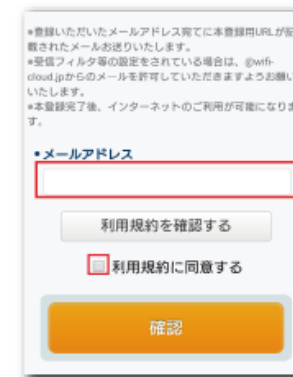 ※登録いただいたメールアドレス宛てに本登録用URLが記
載されたメールお送りいたします。
※受信フィルタ等の設定をされている場合は、@wifi-
cloud.jpからのメールを許可していただきますようお願い
いたします。
※本登録完了後、インターネットのご利用が可能になりま
す。
•メールアドレス
利用規約を確認する
利用規約に同意する
確認